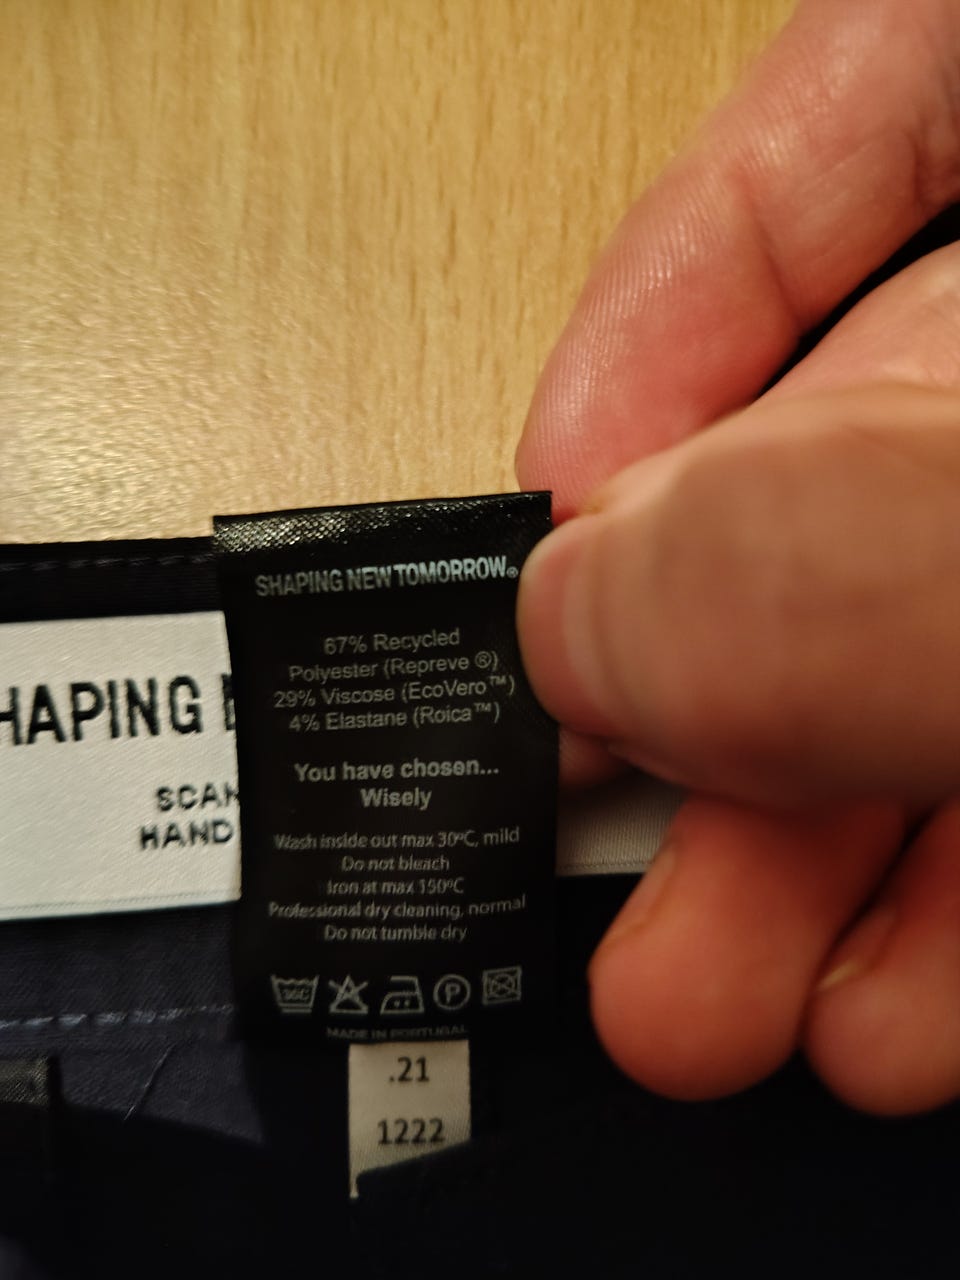 SHAPING NEW TOMORROW®
67% Recycled
Polyester (Repreve ®)
29% Viscose (EcoVero™)
4% Elastane (Roica™)
You have chosen...
Wisely
Wash inside out max 30ºC, mild
Do not bleach
Iron at max 150ºC
Professional dry cleaning, normal
Do not tumble dry
30C
P
MADE IN PORTUGAL
.21
1222
HAPING
SCAN
HAND